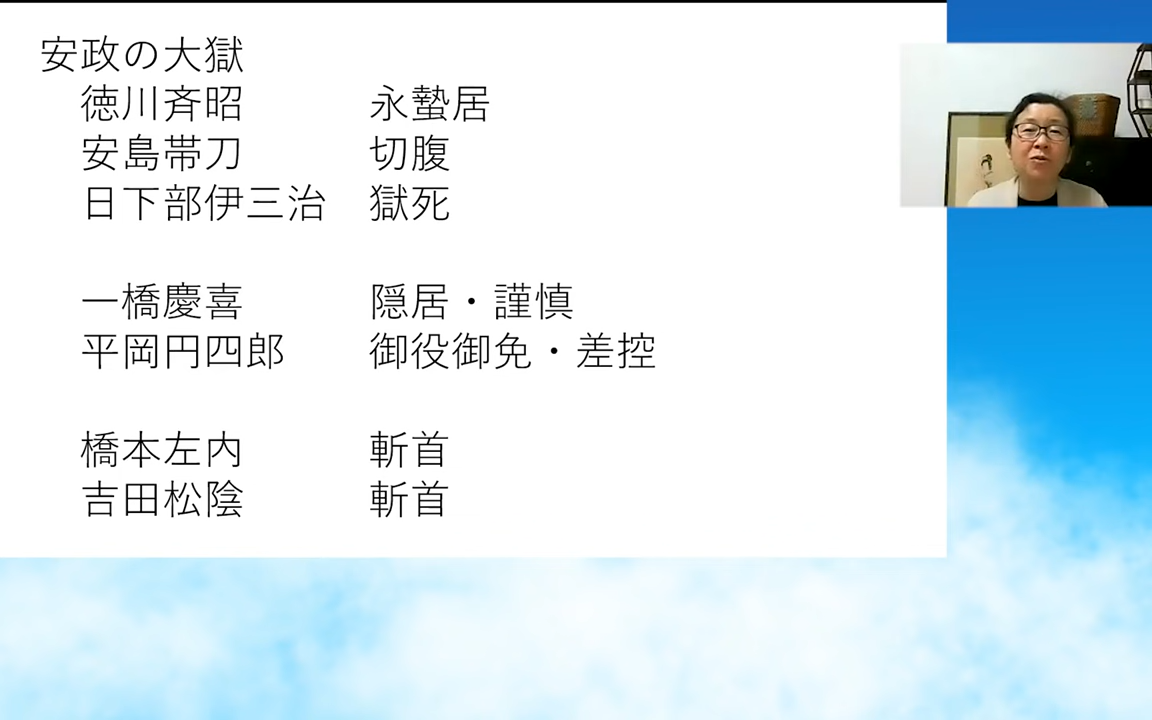 安政の大獄
徳川斉昭 永蟄居
安島帯刀 切腹
日下部伊三治 獄死
一橋慶喜 隠居・謹慎
平岡円四郎 御役御免・差控
橋本左内 斬首
吉田松陰 斬首